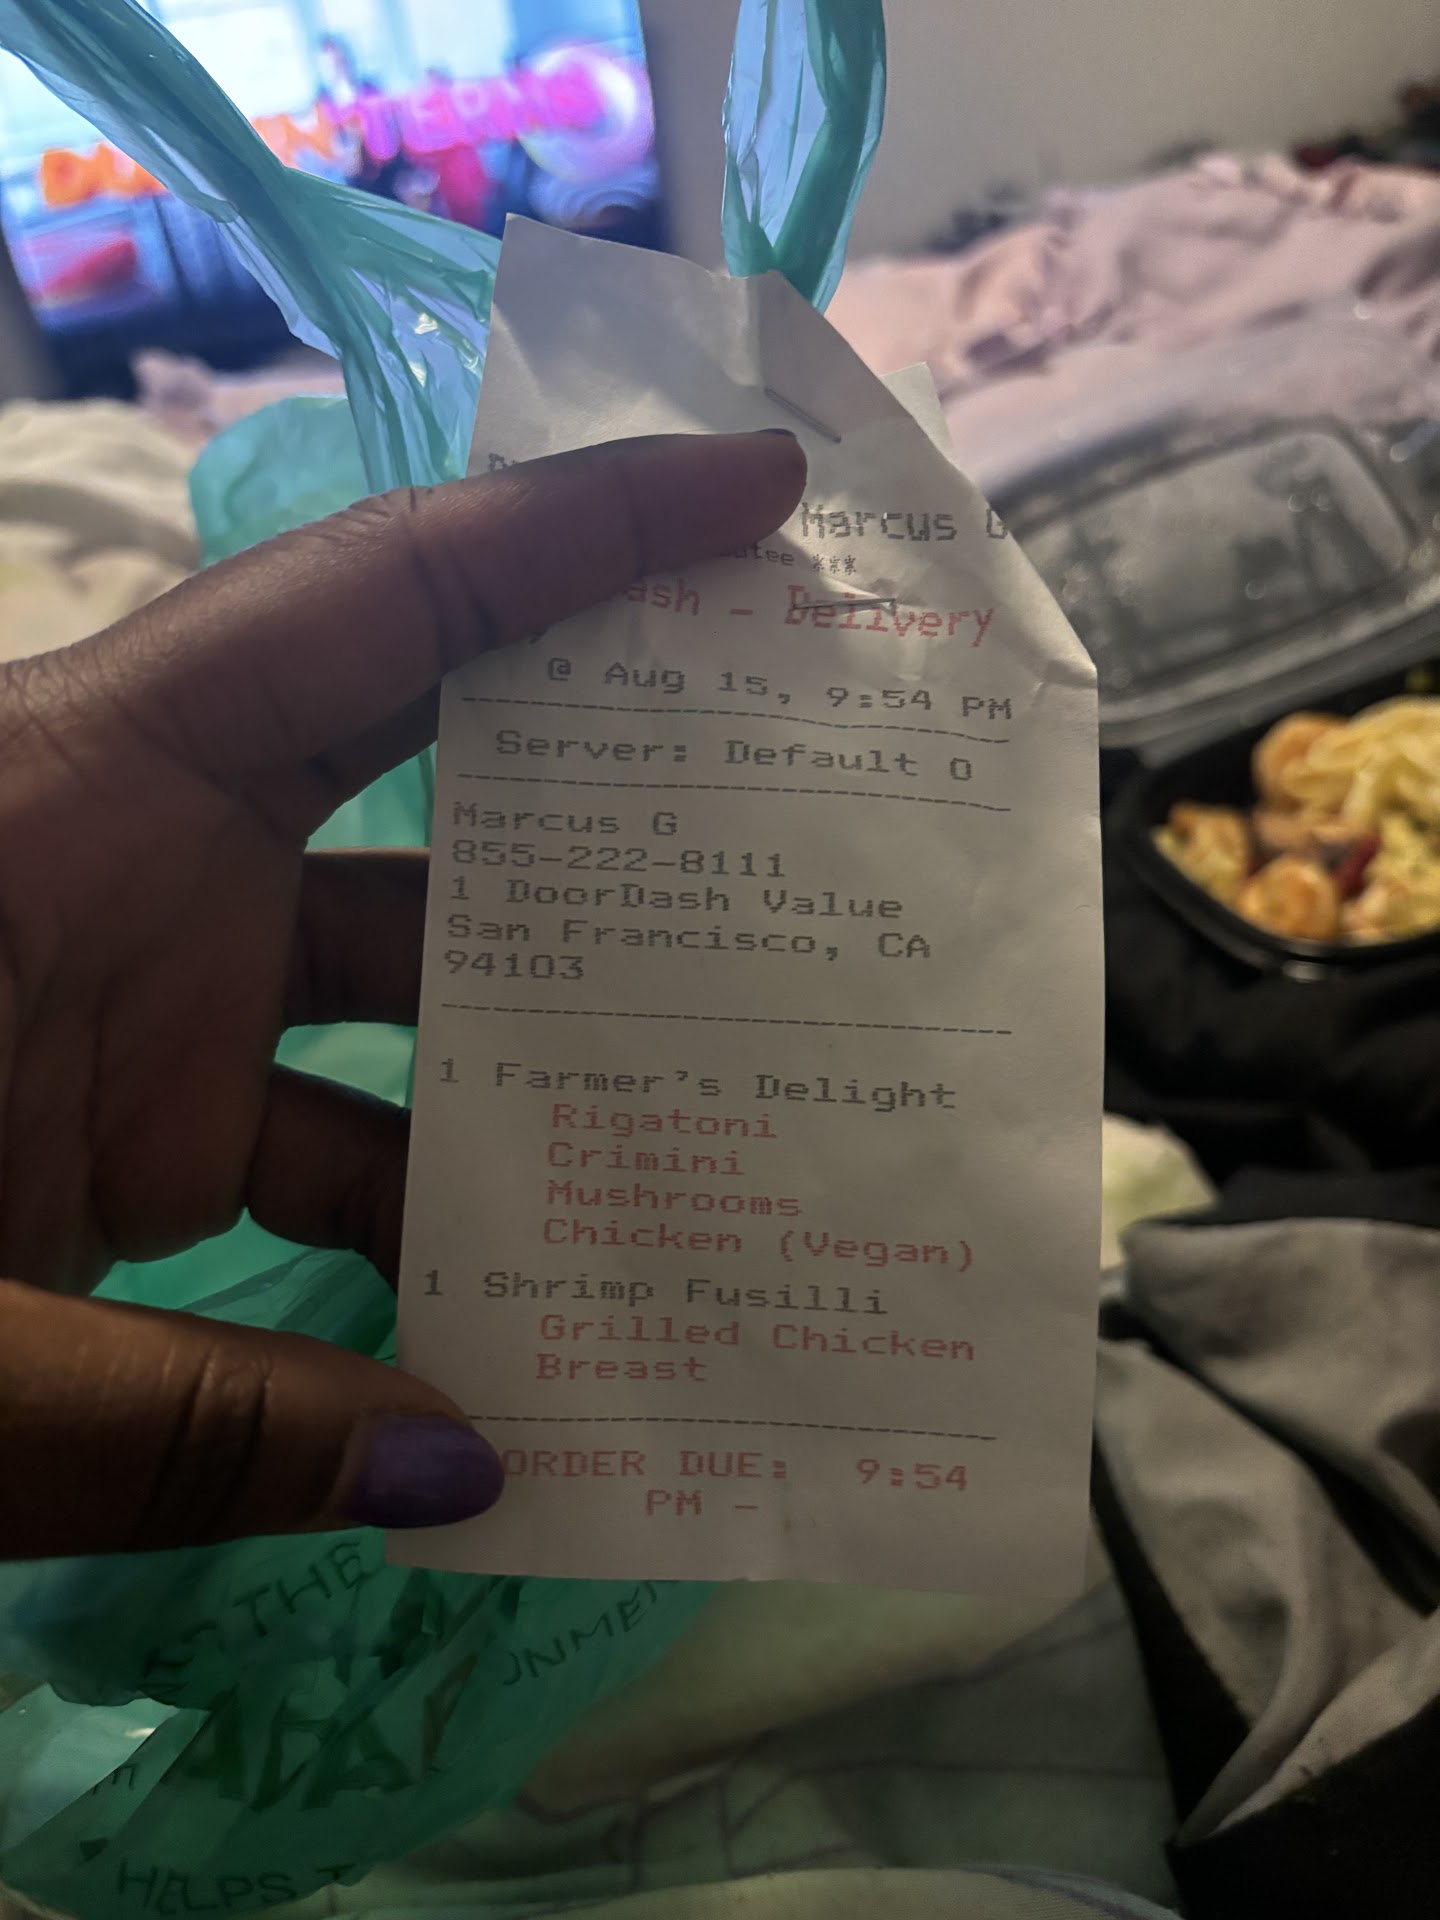 Marcus G
***
- Delivery
@ Aug 15, 9:54 PM
Server: Default 0
Marcus G
855-222-8111
1 DoorDash Value
San Francisco, CA
94103
1 Farmer's Delight
Rigatoni
Crimini
Mushrooms
Chicken (Vegan)
1 Shrimp Fusilli
Grilled Chicken
Breast
ORDER DUE: 9:54
PM -
THE
HELPS